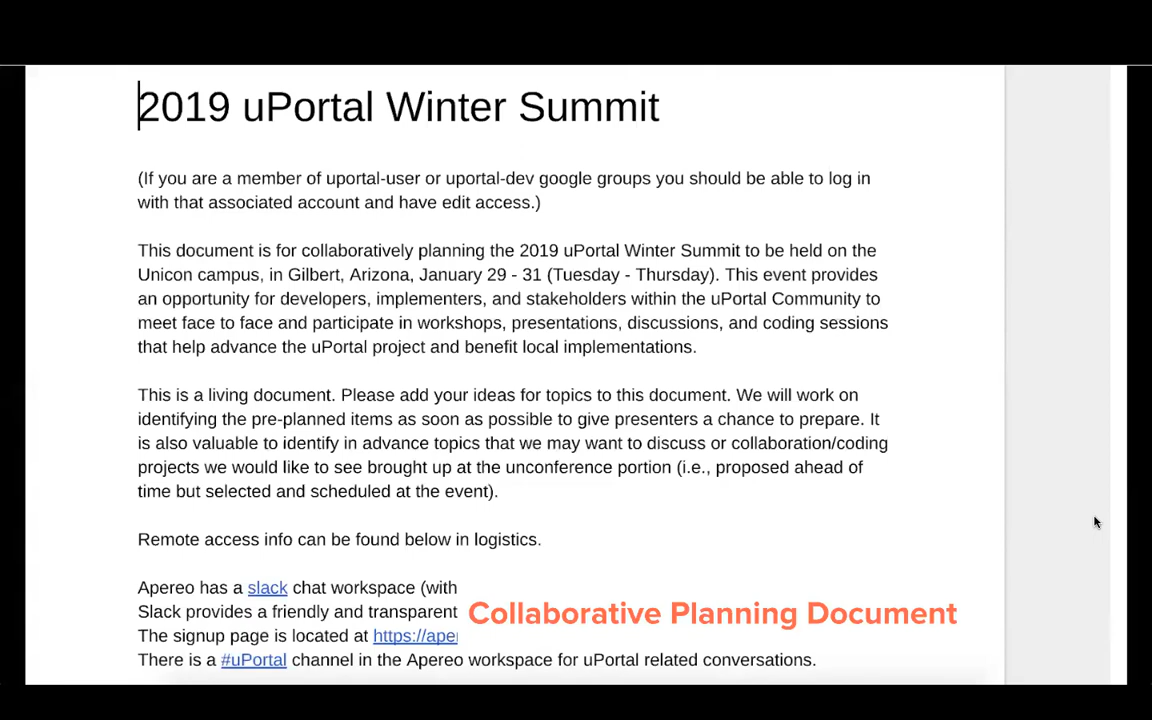 2019 uPortal Winter Summit
(If you are a member of uportal-user or uportal-dev google groups you should be able to log in
with that associated account and have edit access.)
This document is for collaboratively planning the 2019 uPortal Winter Summit to be held on the
Unicon campus, in Gilbert, Arizona, January 29 - 31 (Tuesday - Thursday). This event provides
an opportunity for developers, implementers, and stakeholders within the uPortal Community to
meet face to face and participate in workshops, presentations, discussions, and coding sessions
that help advance the uPortal project and benefit local implementations.
This is a living document. Please add your ideas for topics to this document. We will work on
identifying the pre-planned items as soon as possible to give presenters a chance to prepare. It
is also valuable to identify in advance topics that we may want to discuss or collaboration/coding
projects we would like to see brought up at the unconference portion (i.e., proposed ahead of
time but selected and scheduled at the event).
Remote access info can be found below in logistics.
Apereo has a slack chat workspace (with
Slack provides a friendly and transparent
Collaborative Planning Document
The signup page is located at https://ape
There is a #uPortal channel in the Apereo workspace for uPortal related conversations.